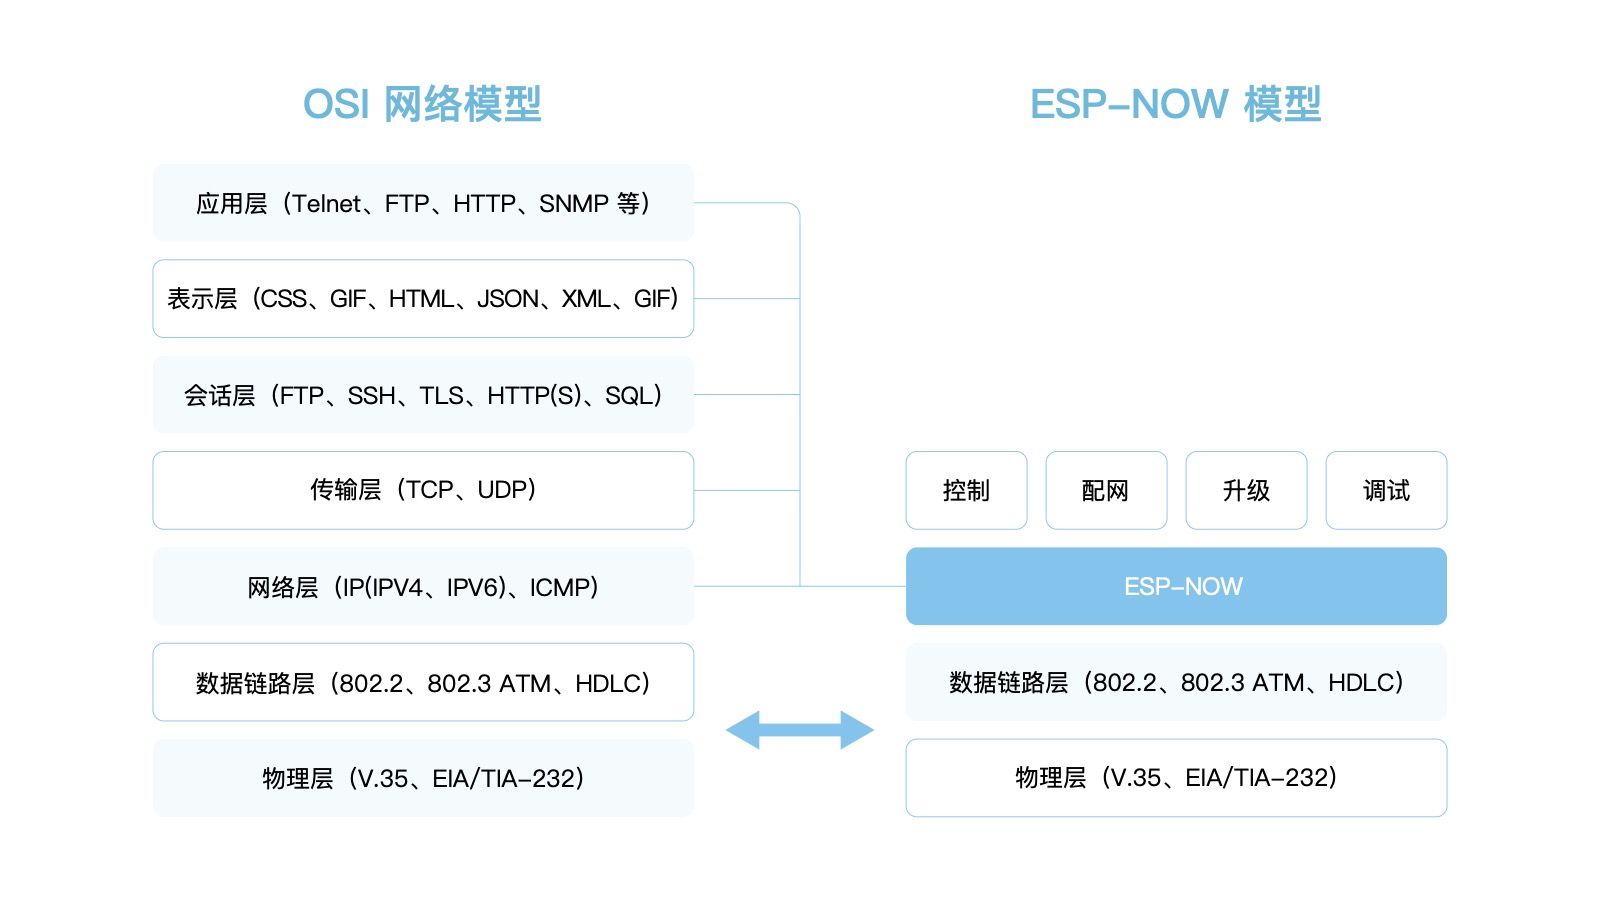 OSI 网络模型
应用层（Telnet、FTP、HTTP、SNMP 等）
表示层（CSS、GIF、HTML、JSON、XML、GIF）
会话层（FTP、SSH、TLS、HTTP(S)、SQL）
传输层（TCP、UDP）
网络层（IP(IPV4、IPV6)、ICMP）
数据链路层（802.2、802.3 ATM、HDLC）
物理层（V.35、EIA/TIA-232）
ESP-NOW 模型
控制
配网
升级
调试
ESP-NOW
数据链路层（802.2、802.3 ATM、HDLC）
物理层（V.35、EIA/TIA-232）